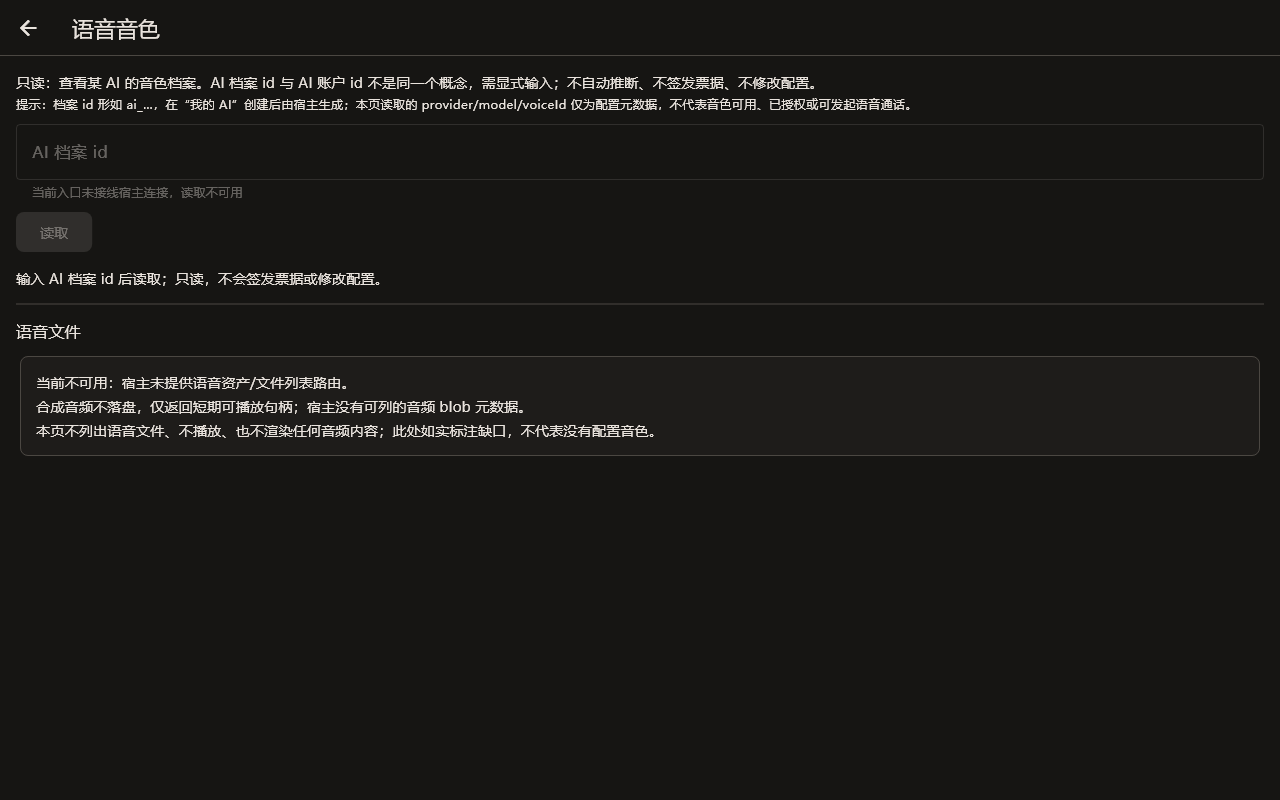 语音音色
只读：查看某 AI 的音色档案。AI 档案 id 与 AI 账户 id 不是同一个概念，需显式输入；不自动推断、不签发票据、不修改配置。
提示：档案 id 形如 ai_…，在“我的 AI”创建后由宿主生成；本页读取的 provider/model/voiceId 仅为配置元数据，不代表音色可用、已授权或可发起语音通话。
AI 档案 id
当前入口未接线宿主连接，读取不可用
读取
输入 AI 档案 id 后读取；只读，不会签发票据或修改配置。
语音文件
当前不可用：宿主未提供语音资产/文件列表路由。
合成音频不落盘，仅返回短期可播放句柄；宿主没有可列的音频 blob 元数据。
本页不列出语音文件、不播放、也不渲染任何音频内容；此处如实标注缺口，不代表没有配置音色。